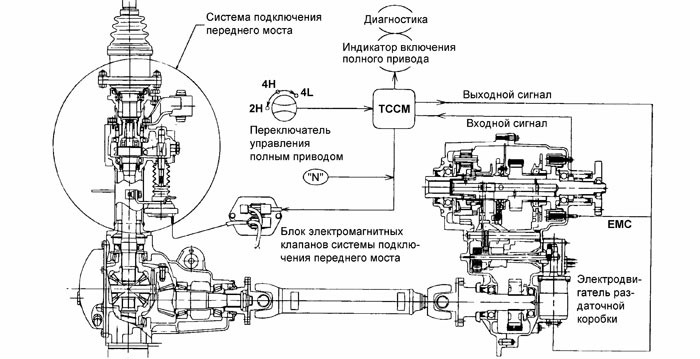 Система подключения
переднего моста
Диагностика
Индикатор включения
полного привода
4H
4L
2H
TCCM
Выходной сигнал
Входной сигнал
Переключатель
управления
полным приводом
"N"
EMC
Блок электромагнитных
клапанов системы подклю-
чения переднего моста
Электродви-
гатель раз-
даточной
коробки